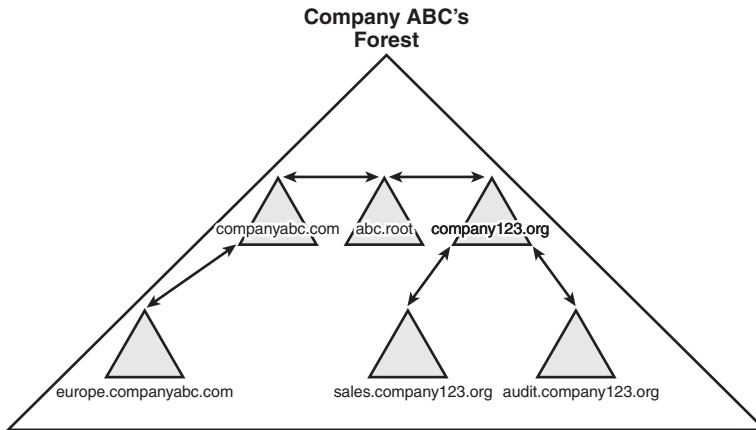 Company ABC’s
Forest
companyabc.com abc.root company123.org
europe.companyabc.com sales.company123.org audit.company123.org